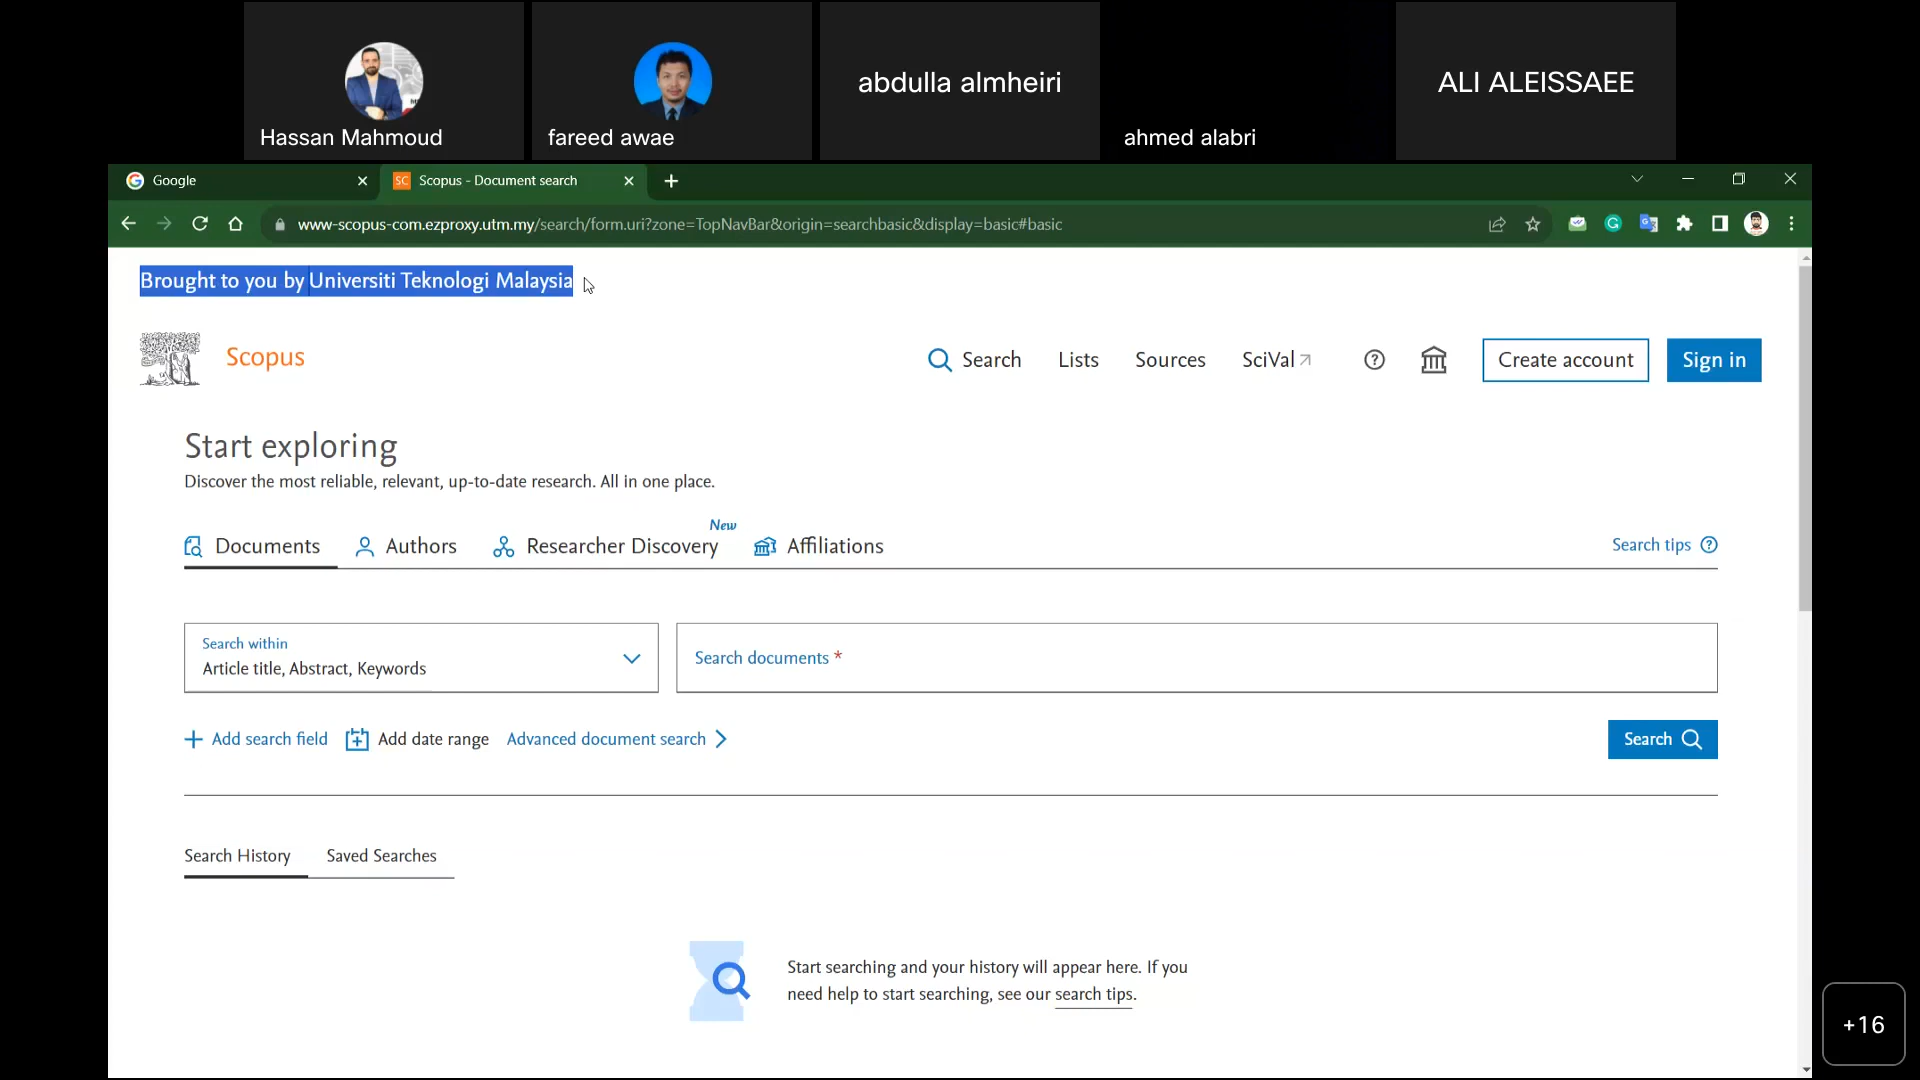 Hassan Mahmoud
fareed awae
abdulla almheiri
ahmed alabri
ALI ALEISSAEE
Google
SC Scopus - Document search
www-scopus-com.ezproxy.utm.my/search/form.uri?zone=TopNavBar&origin=searchbasic&display=basic#basic
Brought to you by Universiti Teknologi Malaysia
Scopus
Search
Lists
Sources
SciVal
Create account
Sign in
Start exploring
Discover the most reliable, relevant, up-to-date research. All in one place.
Documents
Authors
Researcher Discovery
New
Affiliations
Search tips
Search within
Article title, Abstract, Keywords
Search documents *
Add search field
Add date range
Advanced document search
Search
Search History
Saved Searches
Start searching and your history will appear here. If you
need help to start searching, see our search tips.
+16